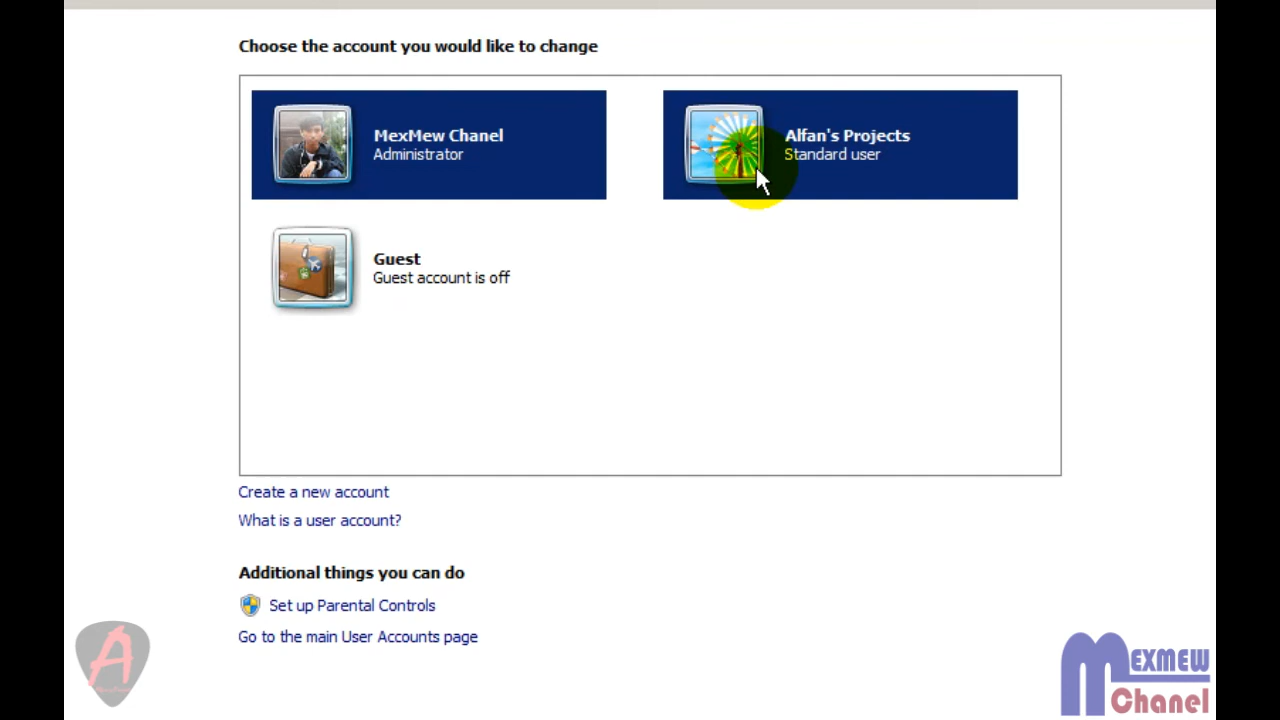 Choose the account you would like to change
MexMew Chanel
Administrator
Alfan's Projects
Standard user
Guest
Guest account is off
Create a new account
What is a user account?
Additional things you can do
Set up Parental Controls
Go to the main User Accounts page
A
MEXMEW
Chanel